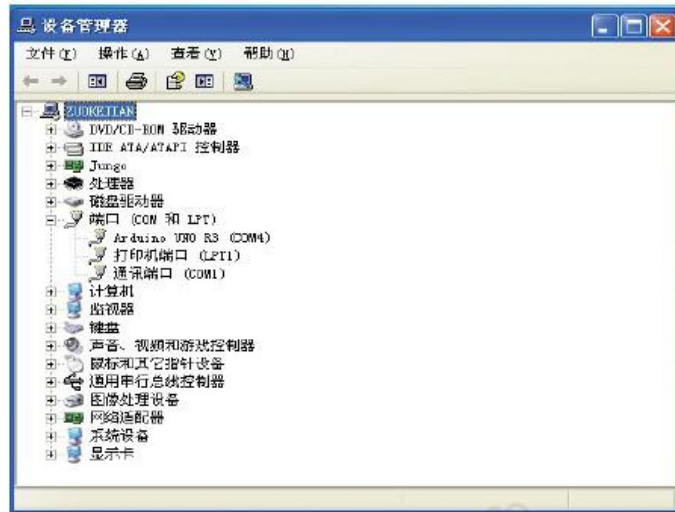 设备管理器
文件(F) 操作(A) 查看(V) 帮助(H)
ZUOKEJIAN
DVD/CD-ROM 驱动器
IDE ATA/ATAPI 控制器
Jungo
处理器
磁盘驱动器
端口 (COM 和 LPT)
Arduino UNO R3 (COM4)
打印机端口 (LPT1)
通讯端口 (COM1)
计算机
监视器
键盘
声音、视频和游戏控制器
鼠标和其它指针设备
通用串行总线控制器
图像处理设备
网络适配器
系统设备
显示卡